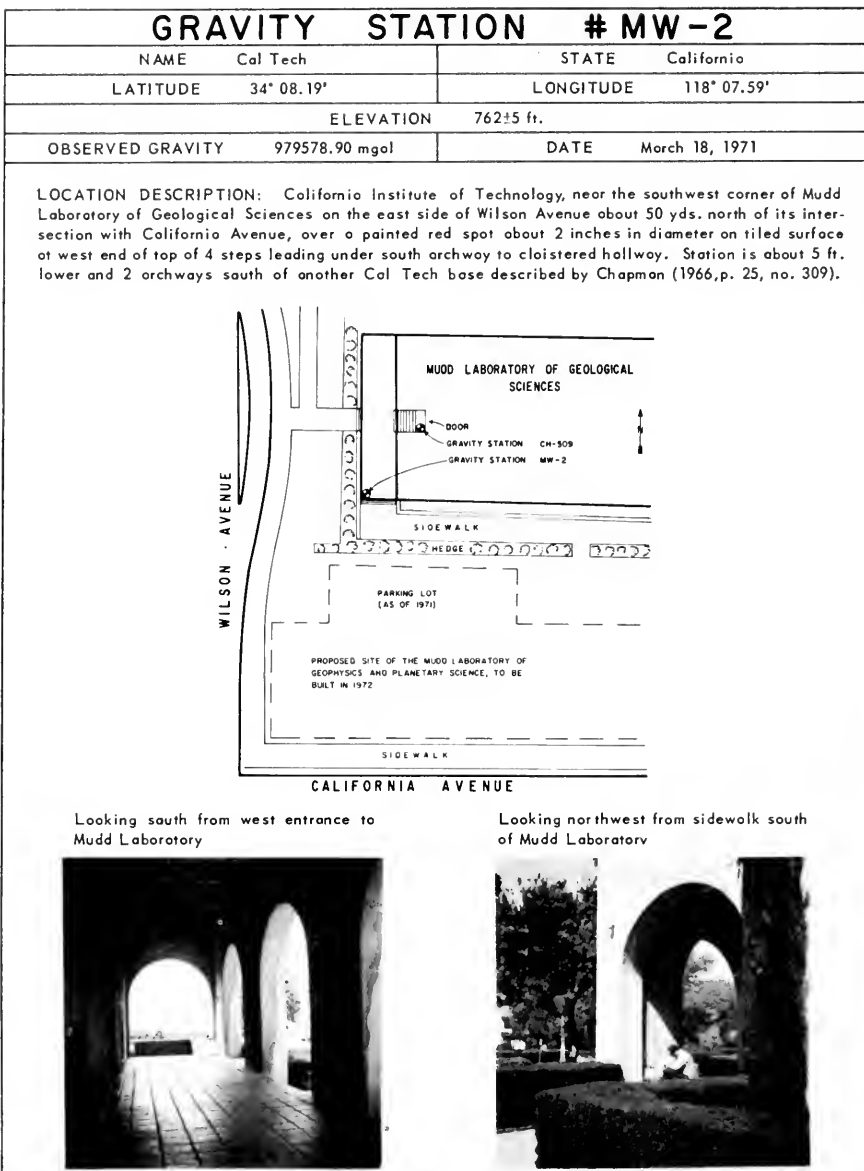 GRAVITY STATION # MW-2
NAME Cal Tech STATE California
LATITUDE 34° 08.19' LONGITUDE 118° 07.59'
ELEVATION 762±5 ft.
OBSERVED GRAVITY 979578.90 mgal DATE March 18, 1971
LOCATION DESCRIPTION: California Institute of Technology, near the southwest corner of Mudd
Laboratory of Geological Sciences on the east side of Wilson Avenue about 50 yds. north of its inter-
section with California Avenue, over a painted red spot about 2 inches in diameter on tiled surface
at west end of top of 4 steps leading under south archway to cloistered hallway. Station is about 5 ft.
lower and 2 archways south of another Cal Tech base described by Chapman (1966,p. 25, no. 309).
MUDD LABORATORY OF GEOLOGICAL
SCIENCES
DOOR
GRAVITY STATION CH-309
GRAVITY STATION MW-2
N
WILSON AVENUE
SIDEWALK
HEDGE
PARKING LOT
(AS OF 1971)
PROPOSED SITE OF THE MUDD LABORATORY OF
GEOPHYSICS AND PLANETARY SCIENCE, TO BE
BUILT IN 1972
SIDEWALK
CALIFORNIA AVENUE
Looking south from west entrance to
Mudd Laboratory
Looking northwest from sidewalk south
of Mudd Laboratory